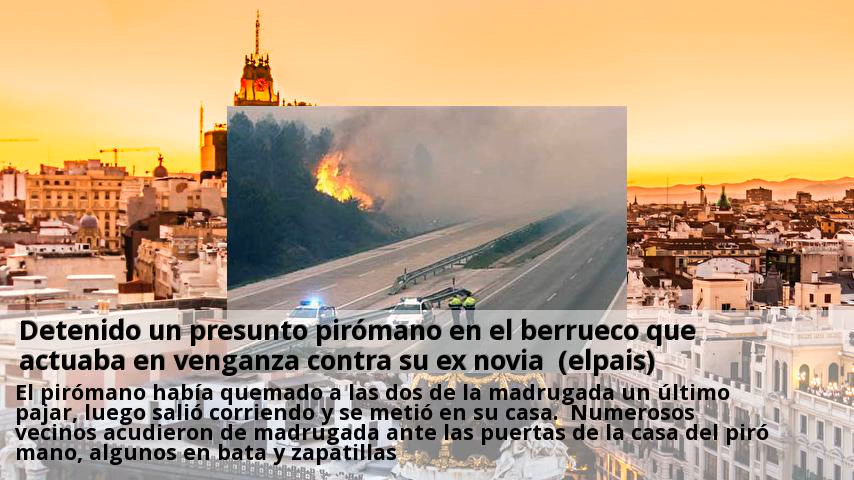 Detenido un presunto pirómano en el berrueco que
actuaba en venganza contra su ex novia  (elpais)
El pirómano había quemado a las dos de la madrugada un último
pajar, luego salió corriendo y se metió en su casa.  Numerosos
vecinos acudieron de madrugada ante las puertas de la casa del piró
mano, algunos en bata y zapatillas